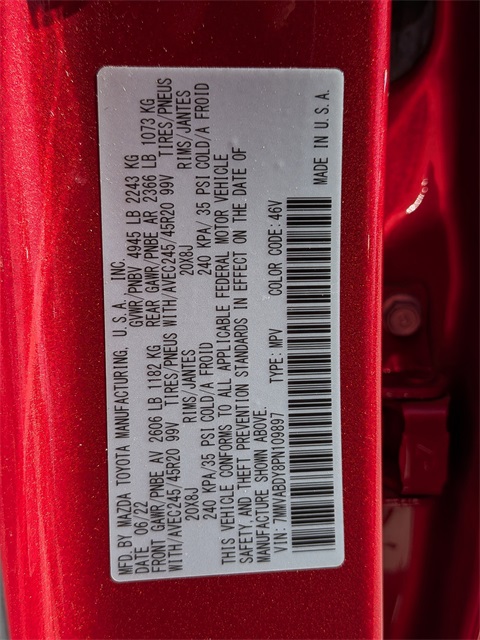 MFD. BY MAZDA TOYOTA MANUFACTURING, U.S.A., INC.
DATE 06/22 GVWR/PNBV 4945 LB 2243 KG
FRONT GAWR/PNBE AV 2606 LB 1182 KG REAR GAWR/PNBE AR 2366 LB 1073 KG
WITH/AVEC245/45R20 99V TIRES/PNEUS WITH/AVEC245/45R20 99V TIRES/PNEUS
20X8J RIMS/JANTES 20X8J RIMS/JANTES
240 KPA/35 PSI COLD/A FROID 240 KPA/35 PSI COLD/A FROID
THIS VEHICLE CONFORMS TO ALL APPLICABLE FEDERAL MOTOR VEHICLE
SAFETY, AND THEFT PREVENTION STANDARDS IN EFFECT ON THE DATE OF
MANUFACTURE SHOWN ABOVE.
VIN: 7MMVABDY8PN109897 TYPE: MPV COLOR CODE: 46V
MADE IN U.S.A.